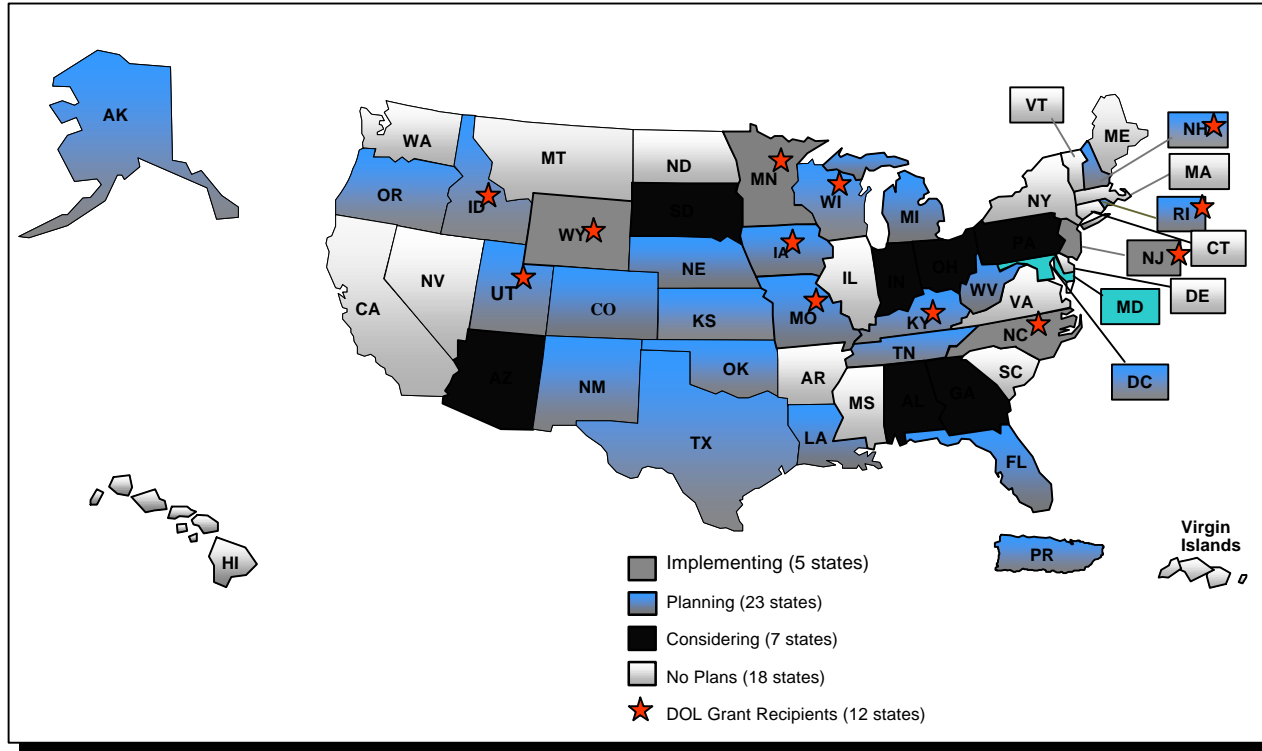 AK
WA
MT
ND
MN
OR
ID
WY
SD
WI
MI
VT
ME
NH
MA
NY
RI
CT
NJ
PA
DE
MD
DC
CA
NV
UT
CO
NE
KS
IA
MO
IL
IN
OH
WV
VA
KY
NC
TN
SC
AZ
NM
OK
AR
TX
LA
MS
AL
GA
FL
HI
PR
Virgin
Islands
Implementing (5 states)
Planning (23 states)
Considering (7 states)
No Plans (18 states)
DOL Grant Recipients (12 states)